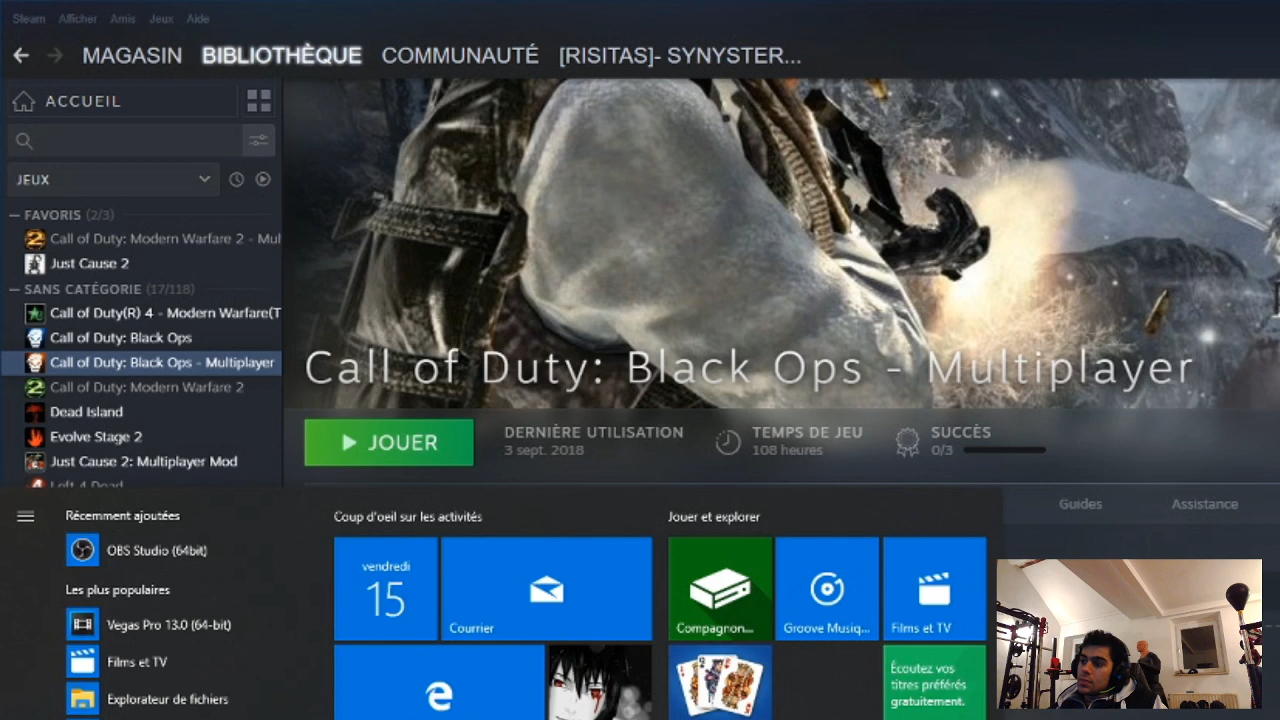 Steam Afficher Amis Jeux Aide
MAGASIN BIBLIOTHÈQUE COMMUNAUTÉ [RISITAS]- SYNYSTER...
ACCUEIL
JEUX
— FAVORIS (2/3)
Call of Duty: Modern Warfare 2 - Mul
Just Cause 2
— SANS CATÉGORIE (17/118)
Call of Duty(R) 4 - Modern Warfare(T
Call of Duty: Black Ops
Call of Duty: Black Ops - Multiplayer
Call of Duty: Modern Warfare 2
Dead Island
Evolve Stage 2
Just Cause 2: Multiplayer Mod
Left 4 Dead
Call of Duty: Black Ops - Multiplayer
JOUER
DERNIÈRE UTILISATION
3 sept. 2018
TEMPS DE JEU
108 heures
SUCCÈS
0/3
Guides Assistance
Récemment ajoutées
OBS Studio (64bit)
Les plus populaires
Vegas Pro 13.0 (64-bit)
Films et TV
Explorateur de fichiers
Coup d'oeil sur les activités
vendredi
15
Courrier
Jouer et explorer
Compagnon...
Groove Musiq...
Films et TV
Écoutez vos
titres préférés
gratuitement.